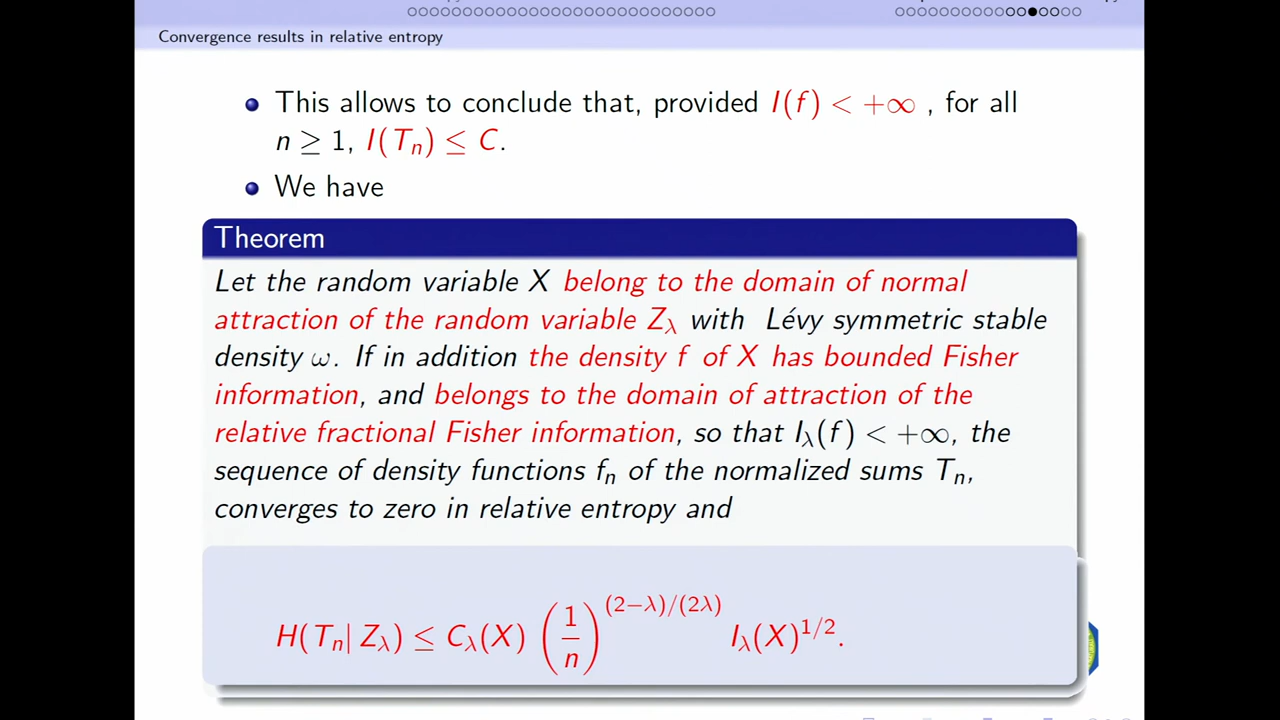 Convergence results in relative entropy
This allows to conclude that, provided I(f) < +∞ , for all
n ≥ 1, I(Tₙ) ≤ C.
We have
Theorem
Let the random variable X belong to the domain of normal
attraction of the random variable Z_λ with Lévy symmetric stable
density ω. If in addition the density f of X has bounded Fisher
information, and belongs to the domain of attraction of the
relative fractional Fisher information, so that I_λ(f) < +∞, the
sequence of density functions fₙ of the normalized sums Tₙ,
converges to zero in relative entropy and
H(Tₙ| Z_λ) ≤ C_λ(X) (1/n)^{(2−λ)/(2λ)} I_λ(X)^{1/2}.